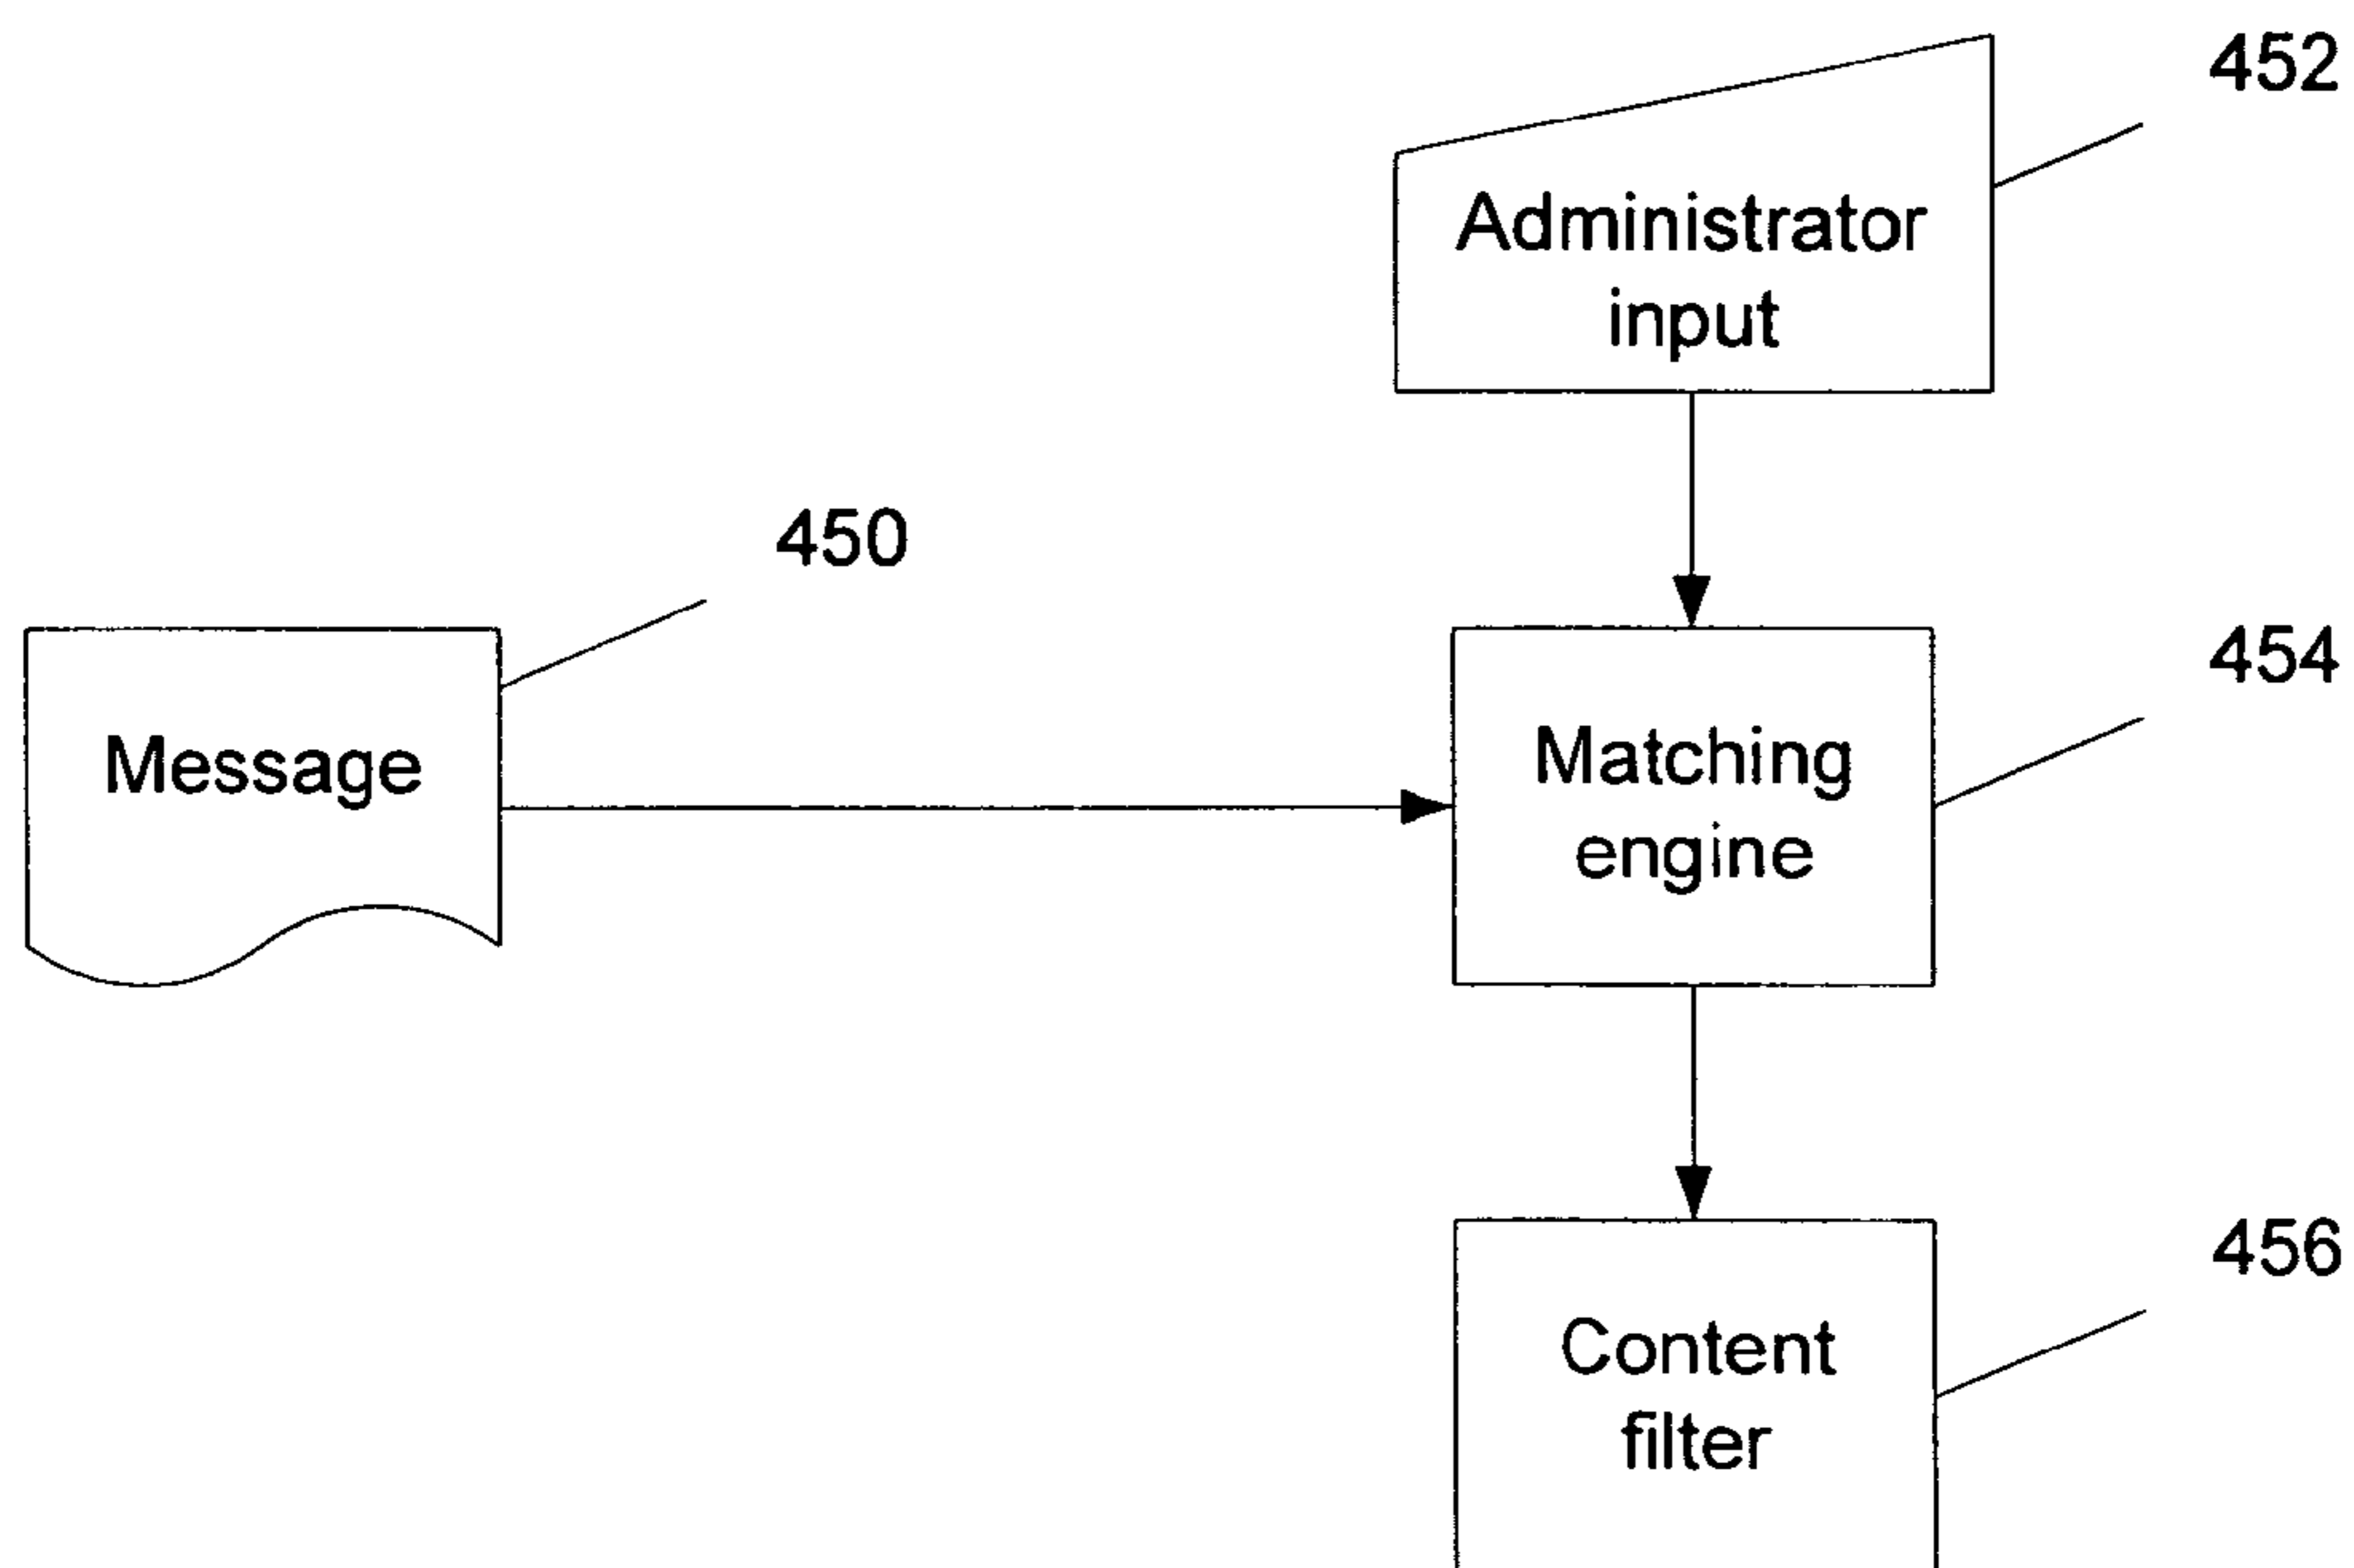 452
Administrator
input
450
454
Message
Matching
engine
456
Content
filter